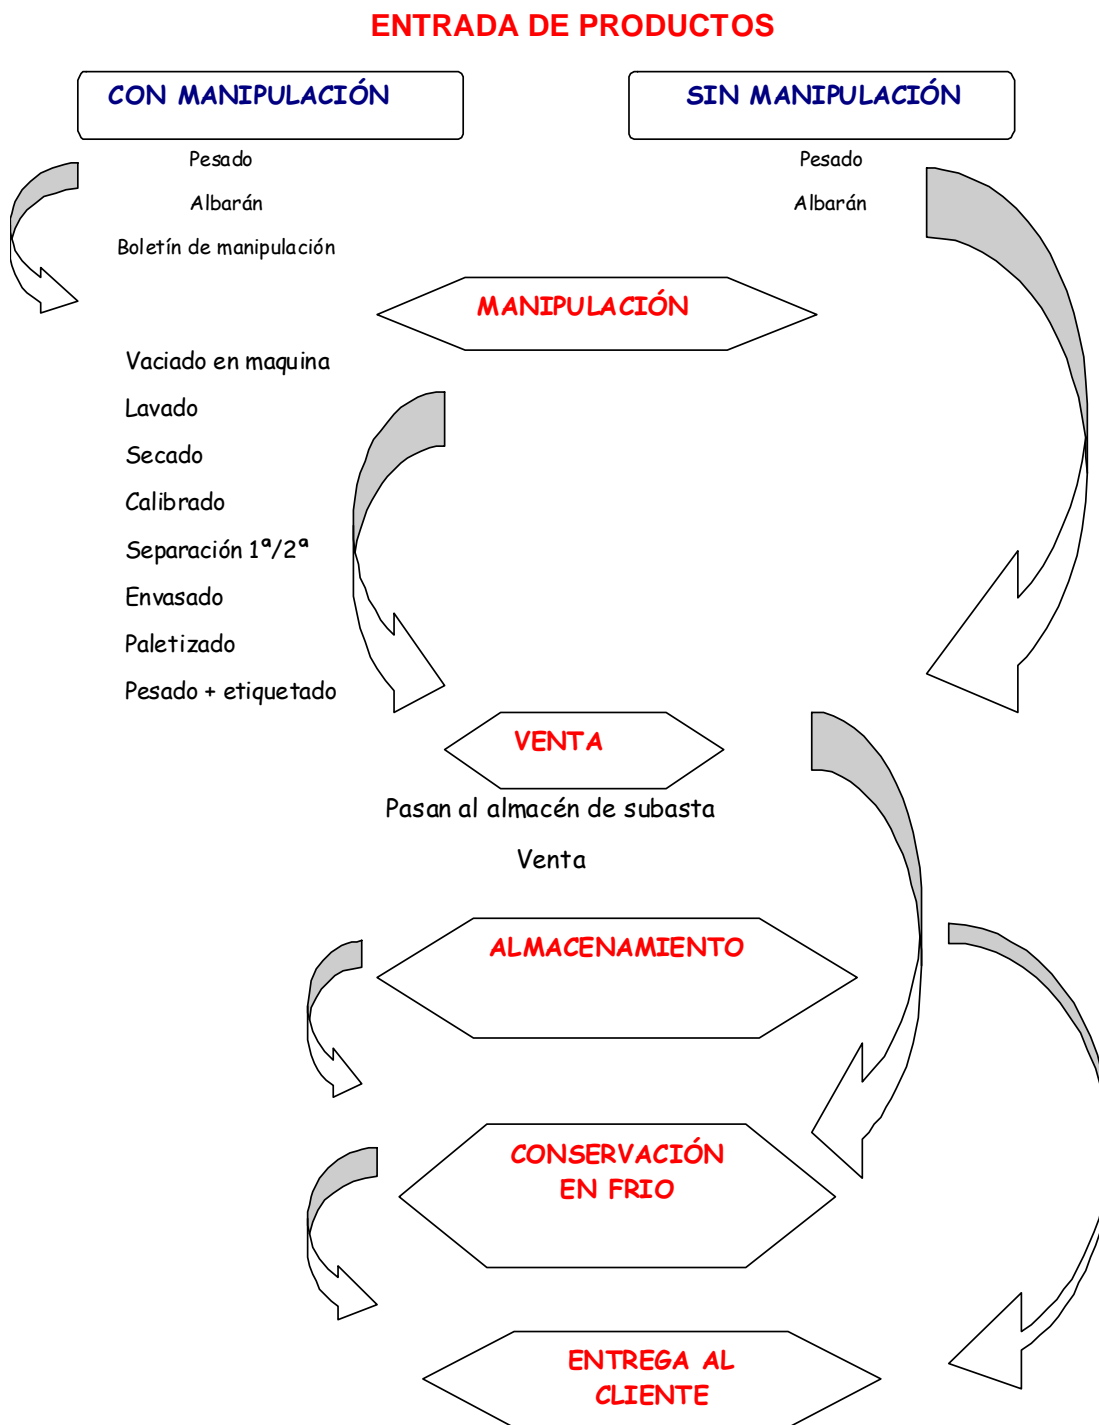 ENTRADA DE PRODUCTOS
CON MANIPULACIÓN
Pesado
Albarán
Boletín de manipulación
SIN MANIPULACIÓN
Pesado
Albarán
MANIPULACIÓN
Vaciado en maquina
Lavado
Secado
Calibrado
Separación 1ª/2ª
Envasado
Paletizado
Pesado + etiquetado
VENTA
Pasan al almacén de subasta
Venta
ALMACENAMIENTO
CONSERVACIÓN
EN FRIO
ENTREGA AL
CLIENTE